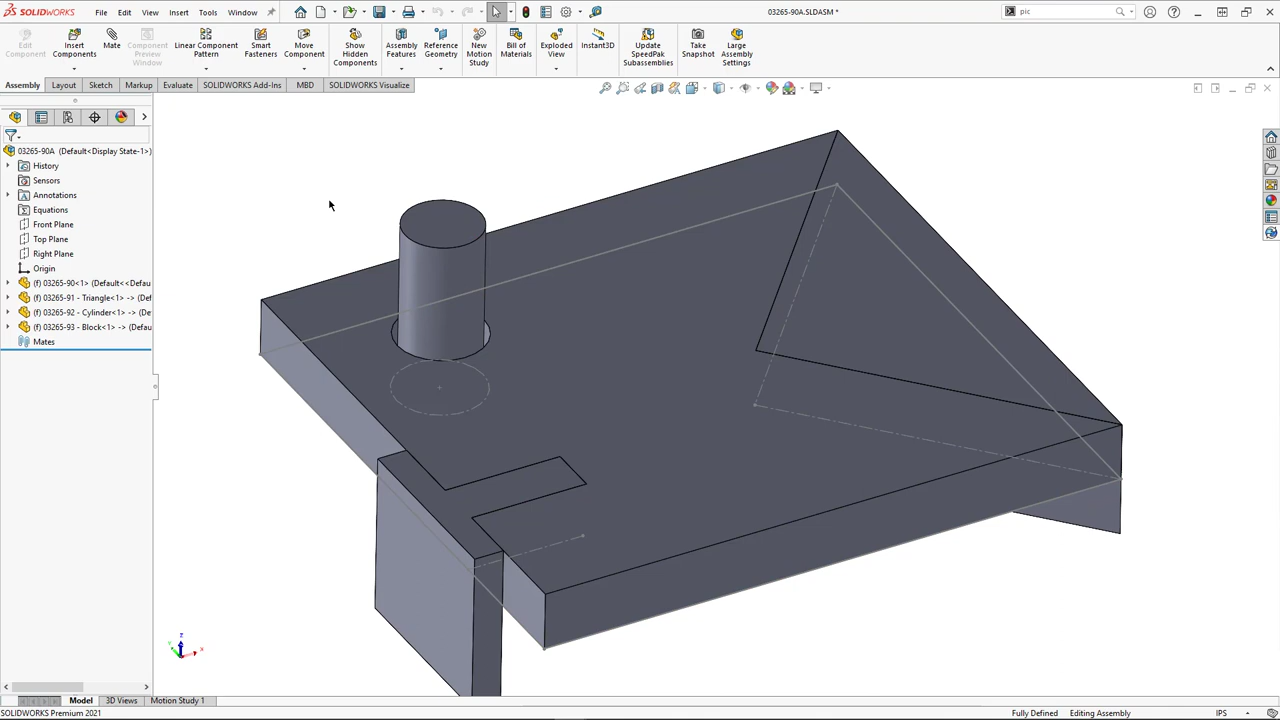 SOLIDWORKS
File
Edit
View
Insert
Tools
Window
03265-90A.SLDASM *
pic
Edit
Component
Insert
Components
Mate
Component
Preview
Window
Linear Component
Pattern
Smart
Fasteners
Move
Component
Show
Hidden
Components
Assembly
Features
Reference
Geometry
New
Motion
Study
Bill of
Materials
Exploded
View
Instant3D
Update
SpeedPak
Subassemblies
Take
Snapshot
Large
Assembly
Settings
Assembly
Layout
Sketch
Markup
Evaluate
SOLIDWORKS Add-Ins
MBD
SOLIDWORKS Visualize
03265-90A (Default<Display State-1>)
History
Sensors
Annotations
Equations
Front Plane
Top Plane
Right Plane
Origin
(f) 03265-90<1> (Default<<Defau
(f) 03265-91 - Triangle<1> -> (Def
(f) 03265-92 - Cylinder<1> -> (De
(f) 03265-93 - Block<1> -> (Defau
Mates
z
x
Model
3D Views
Motion Study 1
SOLIDWORKS Premium 2021
Fully Defined
Editing Assembly
IPS